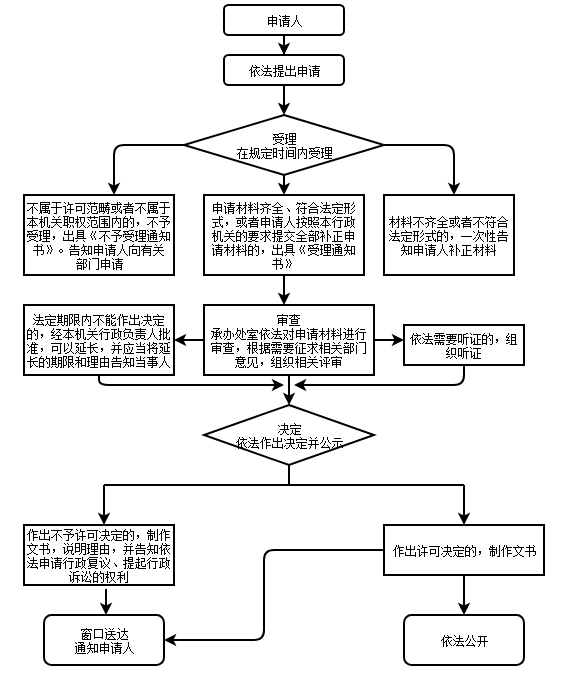 申请人
依法提出申请
受理
在规定时间内受理
不属于许可范畴或者不属于
本机关职权范围内的，不予
受理，出具《不予受理通知
书》。告知申请人向有关
部门申请
申请材料齐全、符合法定形
式，或者申请人按照本行政
机关的要求提交全部补正申
请材料的，出具《受理通知
书》
材料不齐全或者不符合
法定形式的，一次性告
知申请人补正材料
法定期限内不能作出决定
的，经本机关行政负责人批
准，可以延长，并应当将延
长的期限和理由告知当事人
审查
承办处室依法对申请材料进行
审查，根据需要征求相关部门
意见，组织相关评审
依法需要听证的，组
织听证
决定
依法作出决定并公示
作出不予许可决定的，制作
文书，说明理由，并告知依
法申请行政复议、提起行政
诉讼的权利
作出许可决定的，制作文书
窗口送达
通知申请人
依法公开